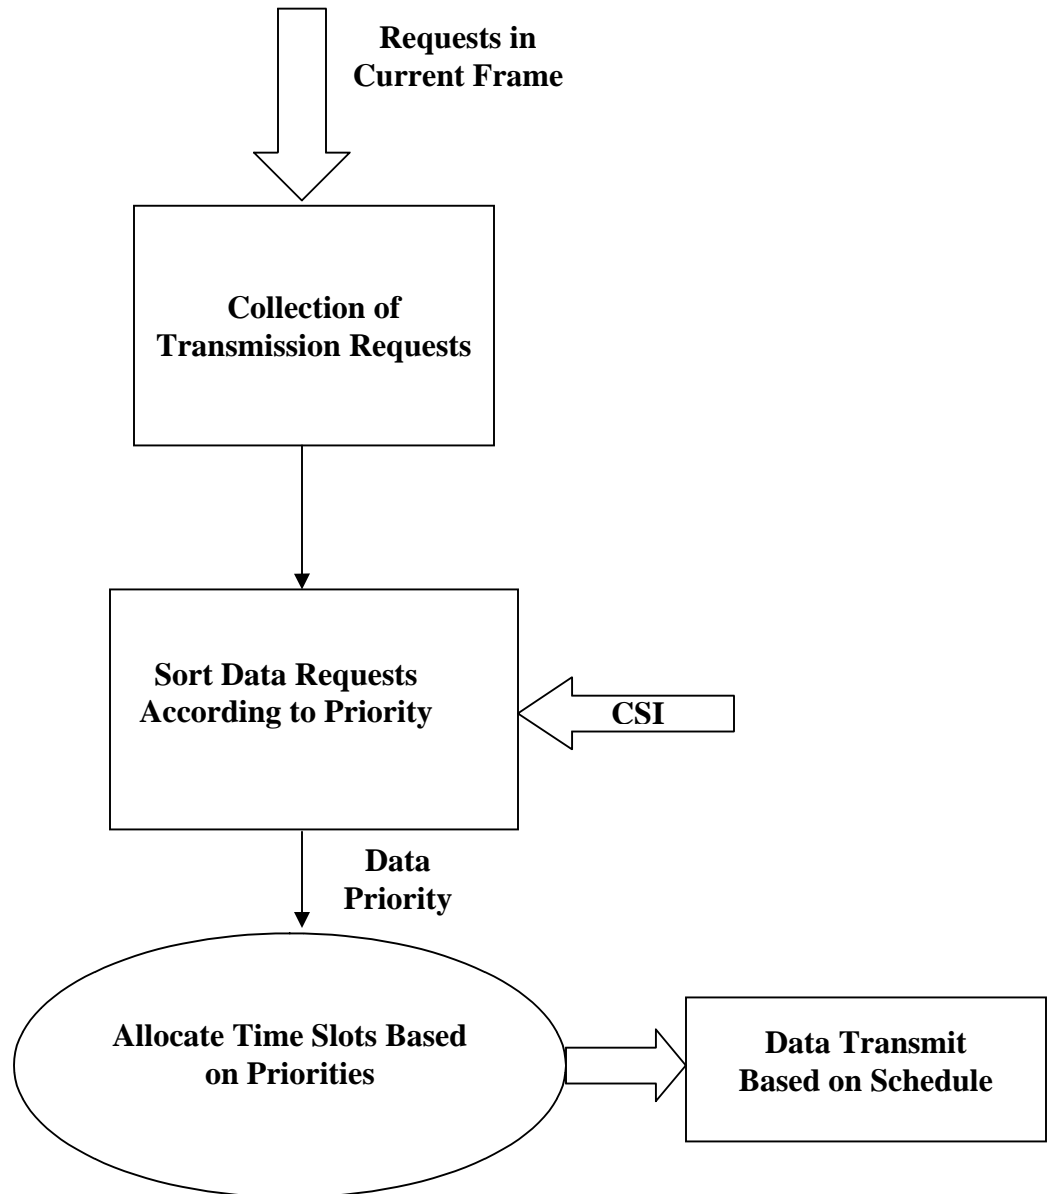 Requests in
Current Frame
Collection of
Transmission Requests
Sort Data Requests
According to Priority
CSI
Data
Priority
Allocate Time Slots Based
on Priorities
Data Transmit
Based on Schedule